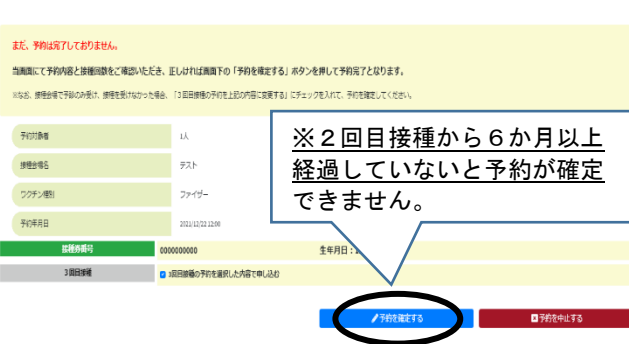 まだ、予約は完了しておりません。
当画面にて予約内容と接種回数をご確認いただき、正しければ画面下の「予約を確定する」ボタンを押して予約完了となります。
※なお、接種会場で予診のみ受け、接種を受けなかった場合、「3回目接種の予約を上記の内容に変更する」にチェックを入れて、予約を確定してください。
予約対象者 1人
接種会場名 テスト
ワクチン種別 ファイザー
予約年月日 2021/12/22 12:00
※2回目接種から6か月以上
経過していないと予約が確定
できません。
接種券番号 0000000000 生年月日:
3回目接種 3回目接種の予約を選択した内容で申し込む
予約を確定する 予約を中止する